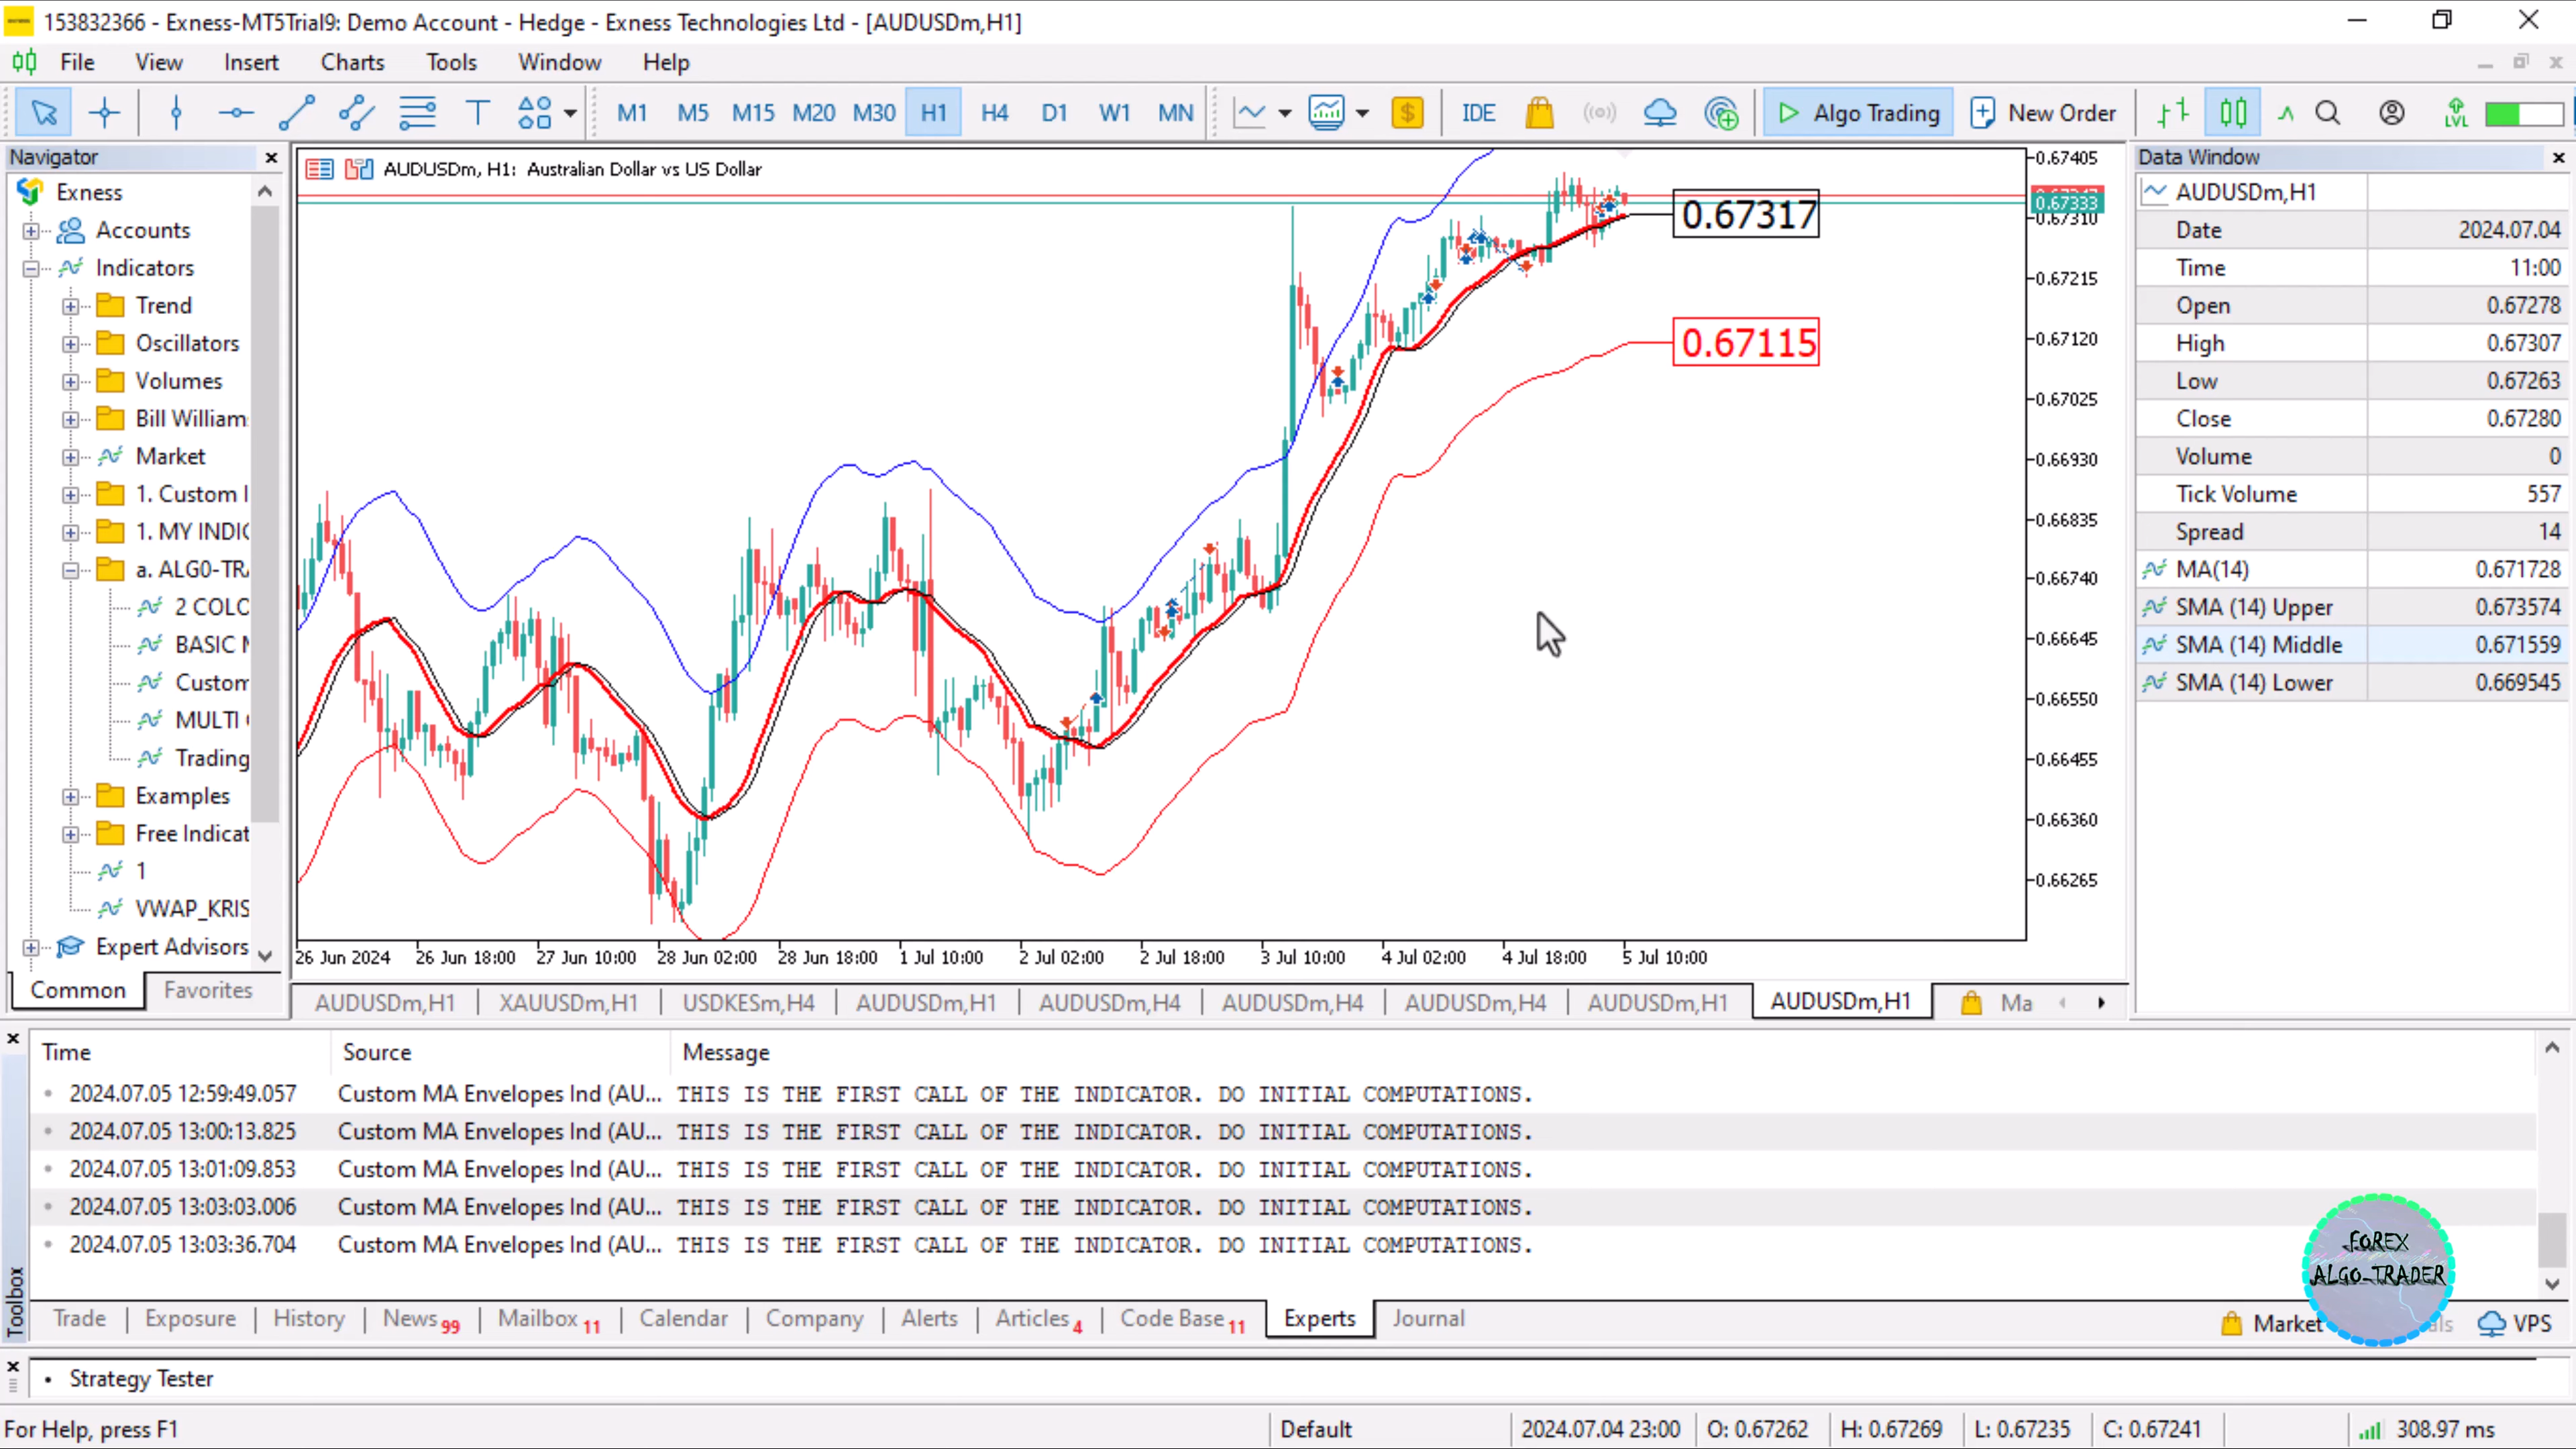 153832366 - Exness-MT5Trial9: Demo Account - Hedge - Exness Technologies Ltd - [AUDUSDm,H1]
File View Insert Charts Tools Window Help
M1 M5 M15 M20 M30 H1 H4 D1 W1 MN IDE Algo Trading New Order LVL
Navigator
Exness
Accounts
Indicators
Trend
Oscillators
Volumes
Bill William
Market
1. Custom I
1. MY INDIC
a. ALG0-TR
2 COLO
BASIC
Custom
MULTI
Trading
Examples
Free Indicat
1
VWAP_KRIS
Expert Advisors
Common Favorites
AUDUSDm, H1: Australian Dollar vs US Dollar
0.67317
0.67115
0.67405
0.67333
0.67310
0.67215
0.67120
0.67025
0.66930
0.66835
0.66740
0.66645
0.66550
0.66455
0.66360
0.66265
26 Jun 2024 26 Jun 18:00 27 Jun 10:00 28 Jun 02:00 28 Jun 18:00 1 Jul 10:00 2 Jul 02:00 2 Jul 18:00 3 Jul 10:00 4 Jul 02:00 4 Jul 18:00 5 Jul 10:00
AUDUSDm,H1 XAUUSDm,H1 USDKESm,H4 AUDUSDm,H1 AUDUSDm,H4 AUDUSDm,H4 AUDUSDm,H4 AUDUSDm,H1 AUDUSDm,H1 Ma
Data Window
AUDUSDm,H1
Date 2024.07.04
Time 11:00
Open 0.67278
High 0.67307
Low 0.67263
Close 0.67280
Volume 0
Tick Volume 557
Spread 14
MA(14) 0.671728
SMA (14) Upper 0.673574
SMA (14) Middle 0.671559
SMA (14) Lower 0.669545
Time Source Message
2024.07.05 12:59:49.057 Custom MA Envelopes Ind (AU... THIS IS THE FIRST CALL OF THE INDICATOR. DO INITIAL COMPUTATIONS.
2024.07.05 13:00:13.825 Custom MA Envelopes Ind (AU... THIS IS THE FIRST CALL OF THE INDICATOR. DO INITIAL COMPUTATIONS.
2024.07.05 13:01:09.853 Custom MA Envelopes Ind (AU... THIS IS THE FIRST CALL OF THE INDICATOR. DO INITIAL COMPUTATIONS.
2024.07.05 13:03:03.006 Custom MA Envelopes Ind (AU... THIS IS THE FIRST CALL OF THE INDICATOR. DO INITIAL COMPUTATIONS.
2024.07.05 13:03:36.704 Custom MA Envelopes Ind (AU... THIS IS THE FIRST CALL OF THE INDICATOR. DO INITIAL COMPUTATIONS.
FOREX
ALGO-TRADER
Toolbox
Trade Exposure History News 99 Mailbox 11 Calendar Company Alerts Articles 4 Code Base 11 Experts Journal Market als VPS
Strategy Tester
For Help, press F1 Default 2024.07.04 23:00 O: 0.67262 H: 0.67269 L: 0.67235 C: 0.67241 308.97 ms